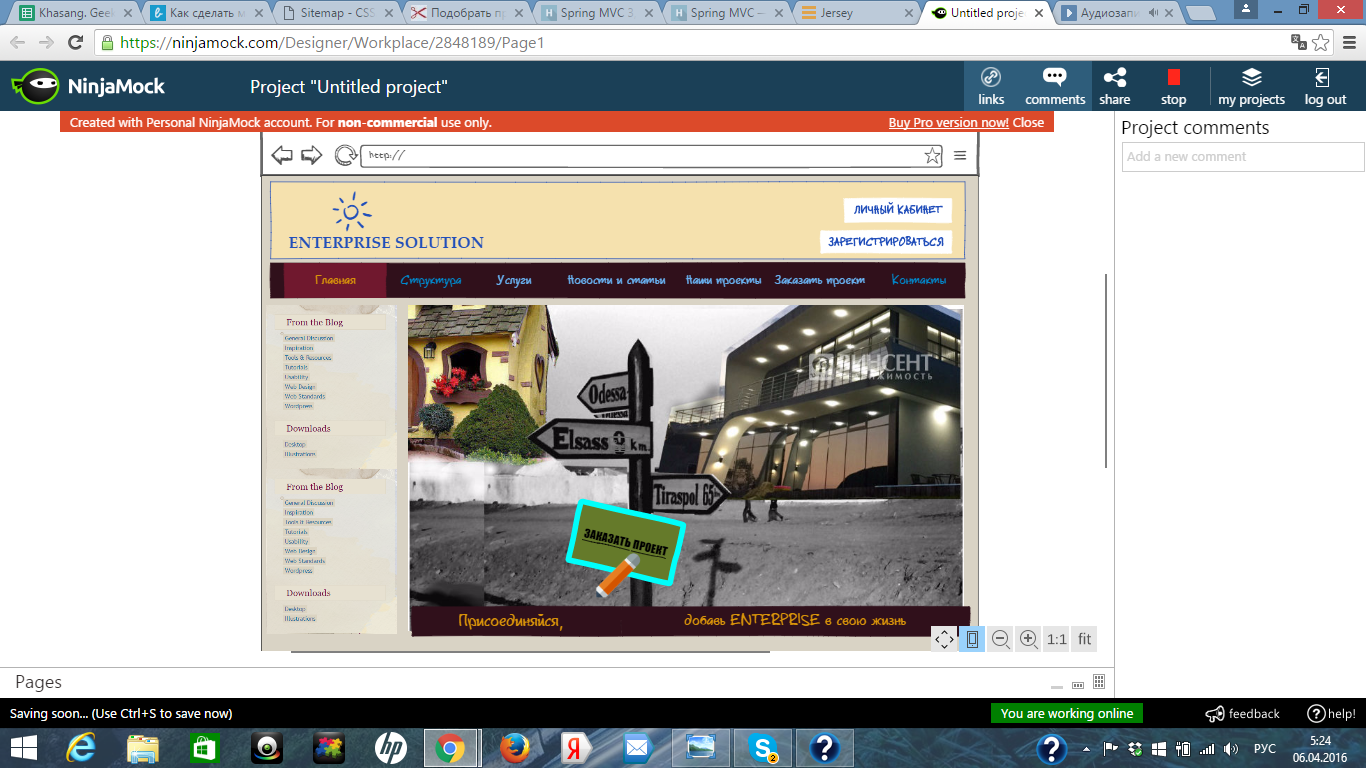 Khasang. Geek
Как сделать м
Sitemap - CSS
Подобрать пр
Spring MVC 3
Spring MVC –
Jersey
Untitled proje
Аудиозапи
https://ninjamock.com/Designer/Workplace/2848189/Page1
NinjaMock
Project "Untitled project"
links
comments
share
stop
my projects
log out
Created with Personal NinjaMock account. For non-commercial use only.
Buy Pro version now! Close
Project comments
Add a new comment
http://
ENTERPRISE SOLUTION
ЛИЧНЫЙ КАБИНЕТ
ЗАРЕГИСТРИРОВАТЬСЯ
Главная
Структура
Услуги
Новости и статьи
Наши проекты
Заказать проект
Контакты
From the Blog
General Discussion
Inspiration
Tools & Resources
Tutorials
Usability
Web Design
Web Standards
Wordpress
Downloads
Desktop
Illustrations
From the Blog
General Discussion
Inspiration
Tools & Resources
Tutorials
Usability
Web Design
Web Standards
Wordpress
Downloads
Desktop
Illustrations
ВИНСЕНТ
Odessa
Elsass 0 km
Tiraspol 65
ЗАКАЗАТЬ ПРОЕКТ
Присоединяйся,
добавь ENTERPRISE в свою жизнь
1:1
fit
Pages
Saving soon... (Use Ctrl+S to save now)
You are working online
feedback
help!
РУС
5:24
06.04.2016